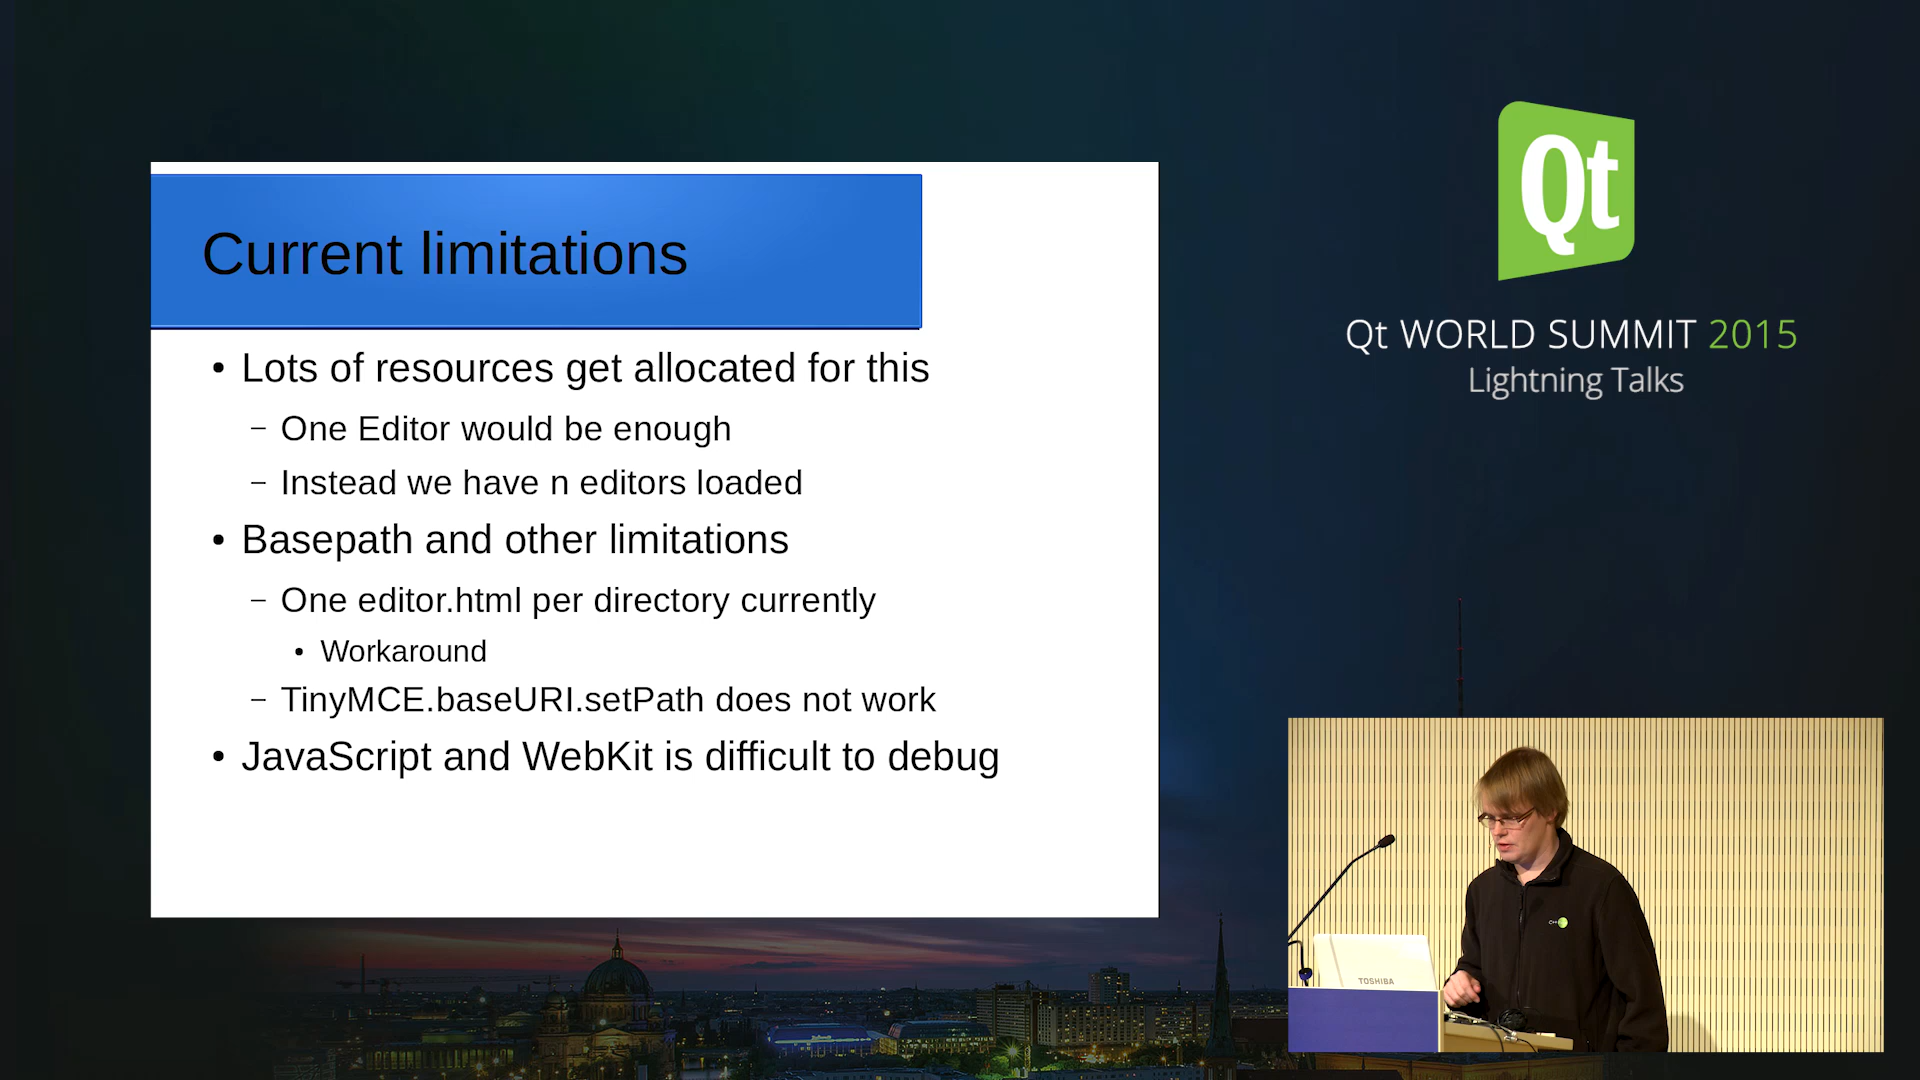 Current limitations
• Lots of resources get allocated for this
– One Editor would be enough
– Instead we have n editors loaded
• Basepath and other limitations
– One editor.html per directory currently
• Workaround
– TinyMCE.baseURI.setPath does not work
• JavaScript and WebKit is difficult to debug
Qt
Qt WORLD SUMMIT 2015
Lightning Talks
TOSHIBA